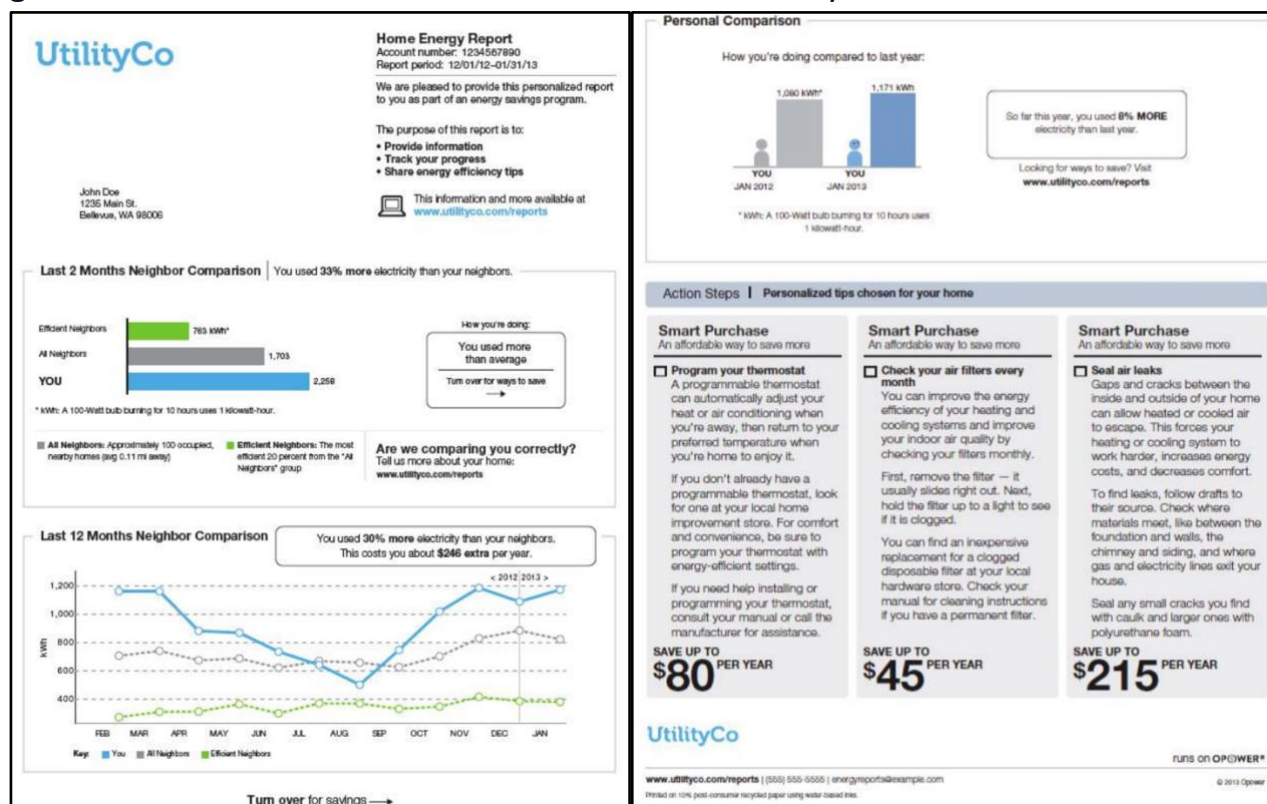 UtilityCo
Home Energy Report
Account number: 1234567890
Report period: 12/01/12–01/31/13
We are pleased to provide this personalized report
to you as part of an energy savings program.
The purpose of this report is to:
• Provide information
• Track your progress
• Share energy efficiency tips
This information and more available at
www.utilityco.com/reports
John Doe
1235 Main St.
Bellevue, WA 98006
Last 2 Months Neighbor Comparison | You used 33% more electricity than your neighbors.
Efficient Neighbors 763 kWh*
All Neighbors 1,703
YOU 2,258
* kWh: A 100-Watt bulb burning for 10 hours uses 1 kilowatt-hour.
How you're doing:
You used more
than average
Turn over for ways to save
→
All Neighbors: Approximately 100 occupied,
nearby homes (avg 0.11 mi away)
Efficient Neighbors: The most
efficient 20 percent from the "All
Neighbors" group
Are we comparing you correctly?
Tell us more about your home:
www.utilityco.com/reports
Last 12 Months Neighbor Comparison
You used 30% more electricity than your neighbors.
This costs you about $246 extra per year.
< 2012 2013 >
1,200
1,000
800
600
400
kWh
FEB MAR APR MAY JUN JUL AUG SEP OCT NOV DEC JAN
Key: You All Neighbors Efficient Neighbors
Turn over for savings →
Personal Comparison
How you're doing compared to last year:
1,090 kWh*
1,171 kWh
YOU YOU
JAN 2012 JAN 2013
* kWh: A 100-Watt bulb burning for 10 hours uses
1 kilowatt-hour.
So far this year, you used 8% MORE
electricity than last year.
Looking for ways to save? Visit
www.utilityco.com/reports
Action Steps | Personalized tips chosen for your home
Smart Purchase
An affordable way to save more
Program your thermostat
A programmable thermostat
can automatically adjust your
heat or air conditioning when
you're away, then return to your
preferred temperature when
you're home to enjoy it.
If you don't already have a
programmable thermostat, look
for one at your local home
improvement store. For comfort
and convenience, be sure to
program your thermostat with
energy-efficient settings.
If you need help installing or
programming your thermostat,
consult your manual or call the
manufacturer for assistance.
SAVE UP TO
$80 PER YEAR
Smart Purchase
An affordable way to save more
Check your air filters every
month
You can improve the energy
efficiency of your heating and
cooling systems and improve
your indoor air quality by
checking your filters monthly.
First, remove the filter — it
usually slides right out. Next,
hold the filter up to a light to see
if it is clogged.
You can find an inexpensive
replacement for a clogged
disposable filter at your local
hardware store. Check your
manual for cleaning instructions
if you have a permanent filter.
SAVE UP TO
$45 PER YEAR
Smart Purchase
An affordable way to save more
Seal air leaks
Gaps and cracks between the
inside and outside of your home
can allow heated or cooled air
to escape. This forces your
heating or cooling system to
work harder, increases energy
costs, and decreases comfort.
To find leaks, follow drafts to
their source. Check where
materials meet, like between the
foundation and walls, the
chimney and siding, and where
gas and electricity lines exit your
house.
Seal any small cracks you find
with caulk and larger ones with
polyurethane foam.
SAVE UP TO
$215 PER YEAR
UtilityCo
runs on OPOWER®
www.utilityco.com/reports | (555) 555-5555 | energyreports@example.com
© 2013 Opower
Printed on 10% post-consumer recycled paper using water-based inks.